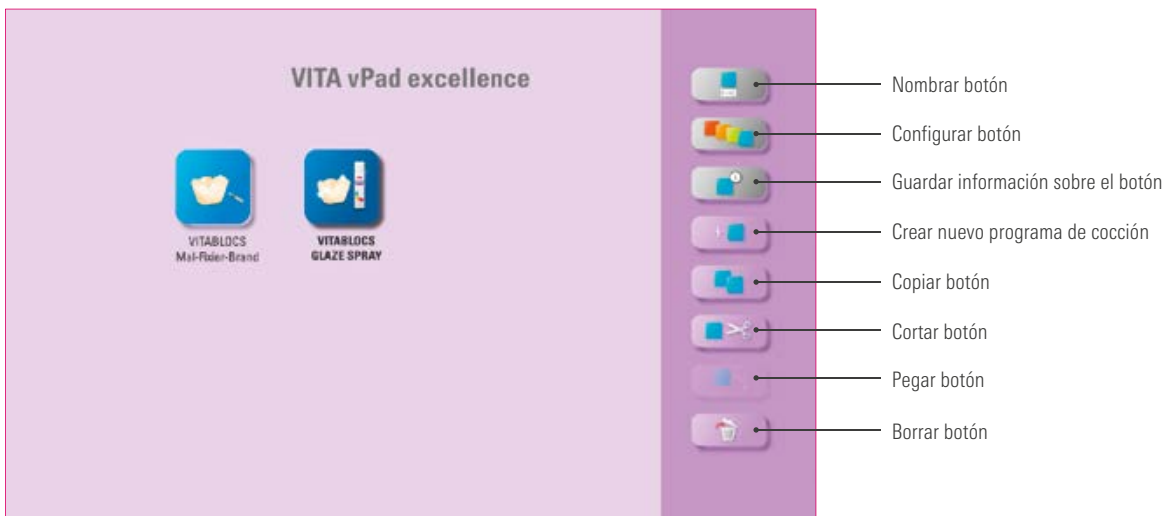 VITA vPad excellence
VITABLOCS
Mal-Fixier-Brand
VITABLOCS
GLAZE SPRAY
Nombrar botón
Configurar botón
Guardar información sobre el botón
Crear nuevo programa de cocción
Copiar botón
Cortar botón
Pegar botón
Borrar botón